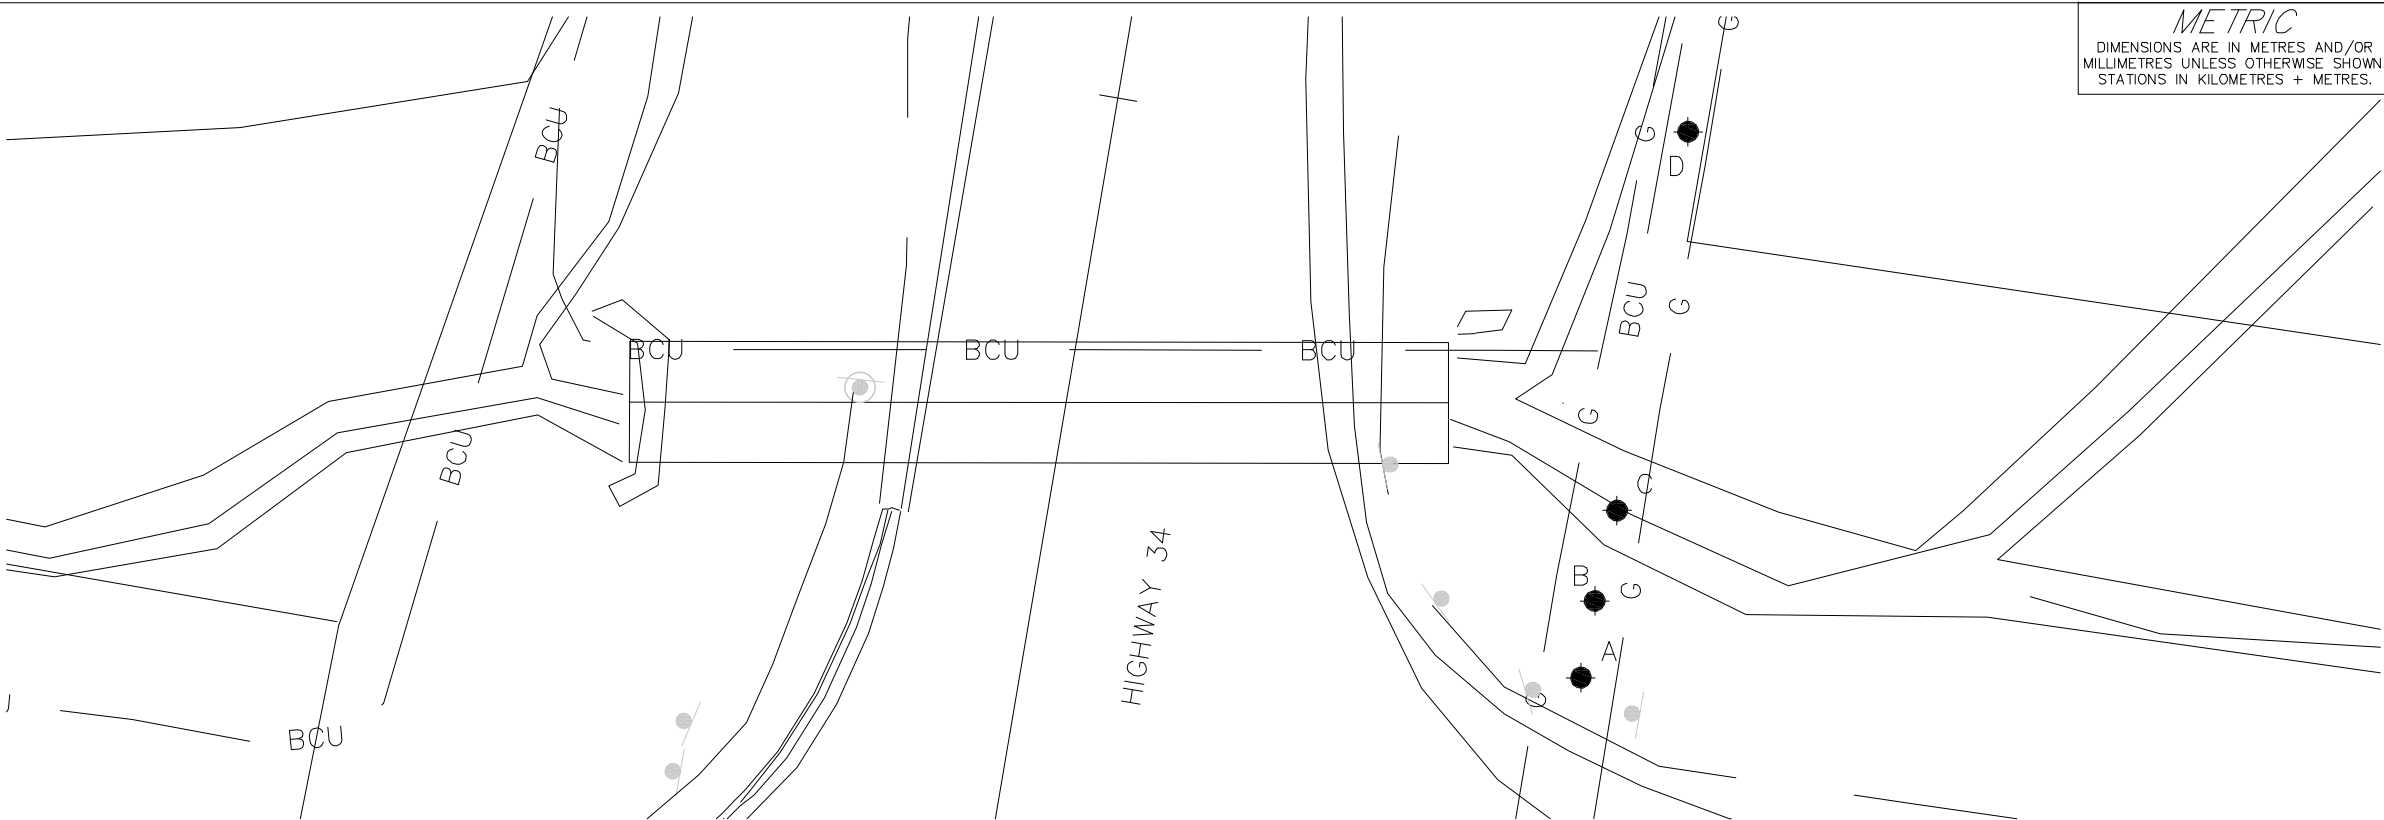 METRIC
DIMENSIONS ARE IN METRES AND/OR
MILLIMETRES UNLESS OTHERWISE SHOWN
STATIONS IN KILOMETRES + METRES.
G
BCU
G
D
BCU
G
BCU
BCU
BCU
G
BCU
C
HIGHWAY 34
B
G
A
G
BCU